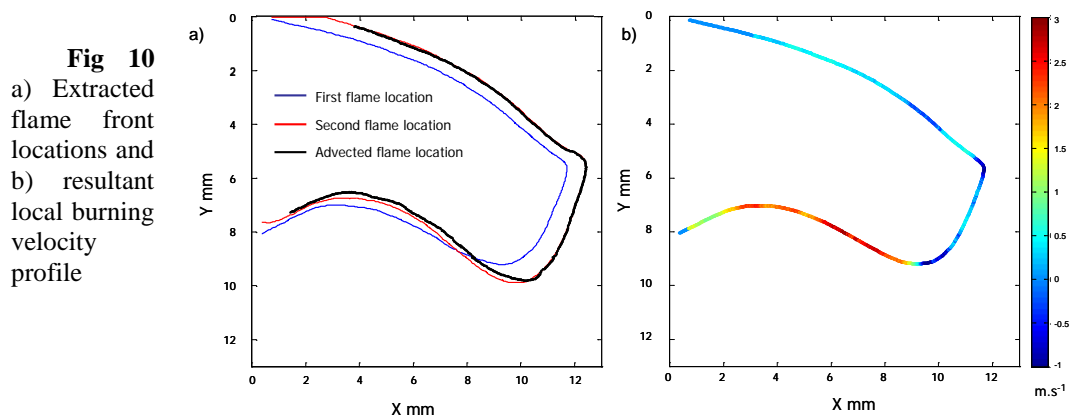 Fig 10
a) Extracted
flame front
locations and
b) resultant
local burning
velocity
profile
a)
0
2
4
6
8
10
12
Y mm
First flame location
Second flame location
Advected flame location
0 2 4 6 8 10 12
X mm
b)
0
2
4
6
8
10
12
Y mm
0 2 4 6 8 10 12
X mm
3
2.5
2
1.5
1
0.5
0
-0.5
-1
m.s-1